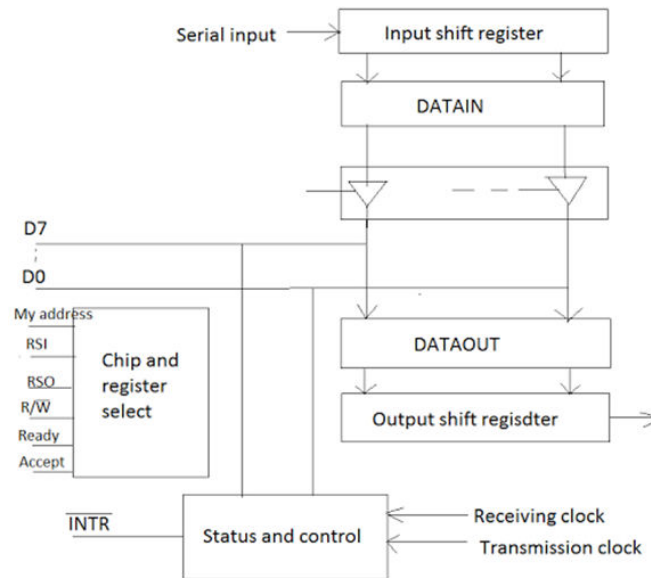 Serial input
Input shift register
DATAIN
D7
D0
My address
RSI
RSO
R/W̅
Ready
Accept
Chip and
register
select
DATAOUT
Output shift regisdter
I̅N̅T̅R̅
Status and control
Receiving clock
Transmission clock